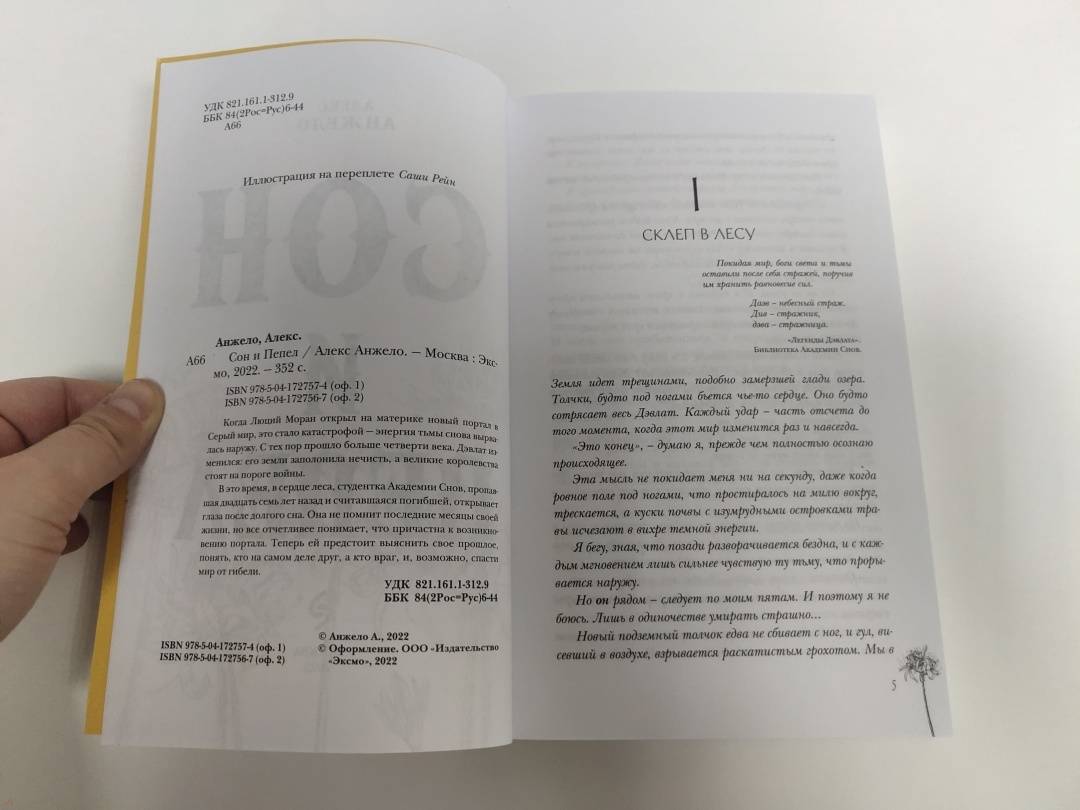 УДК 821.161.1-312.9
ББК 84(2Рос=Рус)6-44
А66
Иллюстрация на переплете Саши Рейн
Анжело, Алекс.
А66 Сон и Пепел / Алекс Анжело. — Москва : Экс-
мо, 2022. — 352 с.
ISBN 978-5-04-172757-4 (оф. 1)
ISBN 978-5-04-172756-7 (оф. 2)
Когда Люций Моран открыл на материке новый портал в
Серый мир, это стало катастрофой — энергия тьмы снова вырва-
лась наружу. С тех пор прошло больше четверти века. Дэвлат из-
менился: его земли заполонила нечисть, а великие королевства
стоят на пороге войны.
В это время, в сердце леса, студентка Академии Снов, пропав-
шая двадцать семь лет назад и считавшаяся погибшей, открывает
глаза после долгого сна. Она не помнит последние месяцы своей
жизни, но все отчетливее понимает, что причастна к возникно-
вению портала. Теперь ей предстоит выяснить свое прошлое,
понять, кто на самом деле друг, а кто враг, и, возможно, спасти
мир от гибели.
УДК 821.161.1-312.9
ББК 84(2Рос=Рус)6-44
ISBN 978-5-04-172757-4 (оф. 1)
ISBN 978-5-04-172756-7 (оф. 2)
© Анжело А., 2022
© Оформление. ООО «Издательство
«Эксмо», 2022
I
СКЛЕП В ЛЕСУ
Покидая мир, боги света и тьмы
оставили после себя стражей, поручив
им хранить равновесие сил.
Даэв – небесный страж.
Див – стражник,
дэва – стражница.
«Легенды Дэвлата».
Библиотека Академии Снов.
Земля идет трещинами, подобно замерзшей глади озера.
Толчки, будто под ногами бьется чье-то сердце. Оно будто
сотрясает весь Дэвлат. Каждый удар – часть отсчета до
того момента, когда этот мир изменится раз и навсегда.
«Это конец», – думаю я, прежде чем полностью осознаю
происходящее.
Эта мысль не покидает меня ни на секунду, даже когда
ровное поле под ногами, что простиралось на милю вокруг,
трескается, а куски почвы с изумрудными островками тра-
вы исчезают в вихре темной энергии.
Я бегу, зная, что позади разворачивается бездна, и с каж-
дым мгновением лишь сильнее чувствую ту тьму, что проры-
вается наружу.
Но он рядом – следует по моим пятам. И поэтому я не
боюсь. Лишь в одиночестве умирать страшно...
Новый подземный толчок едва не сбивает с ног, и гул, ви-
севший в воздухе, взрывается раскатистым грохотом. Мы в
5